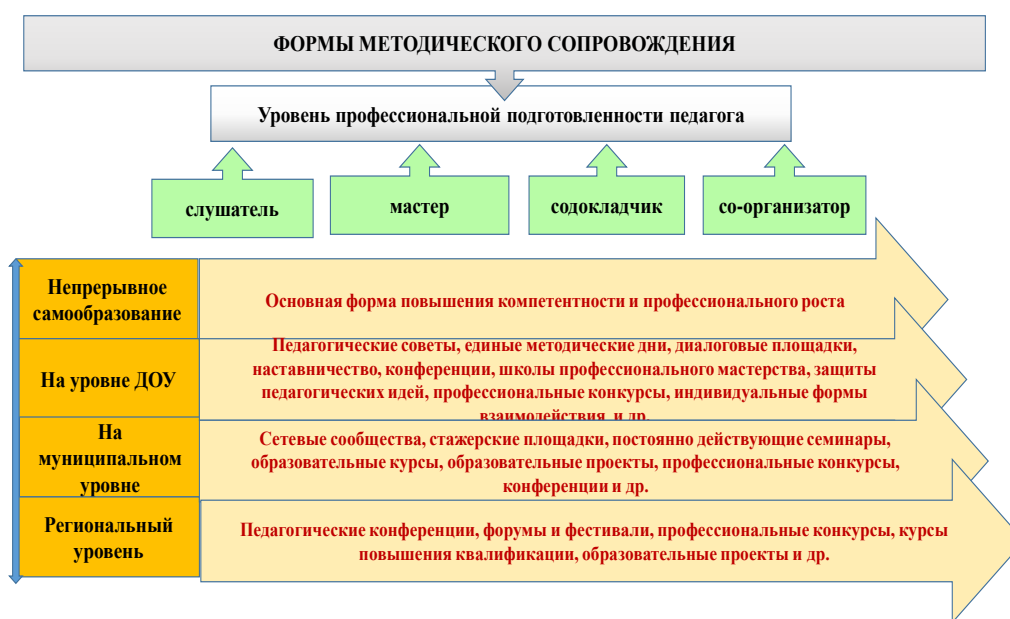 ФОРМЫ МЕТОДИЧЕСКОГО СОПРОВОЖДЕНИЯ
Уровень профессиональной подготовленности педагога
слушатель
мастер
содокладчик
со-организатор
Непрерывное
самообразование
Основная форма повышения компетентности и профессионального роста
На уровне ДОУ
Педагогические советы, единые методические дни, диалоговые площадки,
наставничество, конференции, школы профессионального мастерства, защиты
педагогических идей, профессиональные конкурсы, индивидуальные формы
взаимодействия и др.
На
муниципальном
уровне
Сетевые сообщества, стажерские площадки, постоянно действующие семинары,
образовательные курсы, образовательные проекты, профессиональные конкурсы,
конференции и др.
Региональный
уровень
Педагогические конференции, форумы и фестивали, профессиональные конкурсы, курсы
повышения квалификации, образовательные проекты и др.